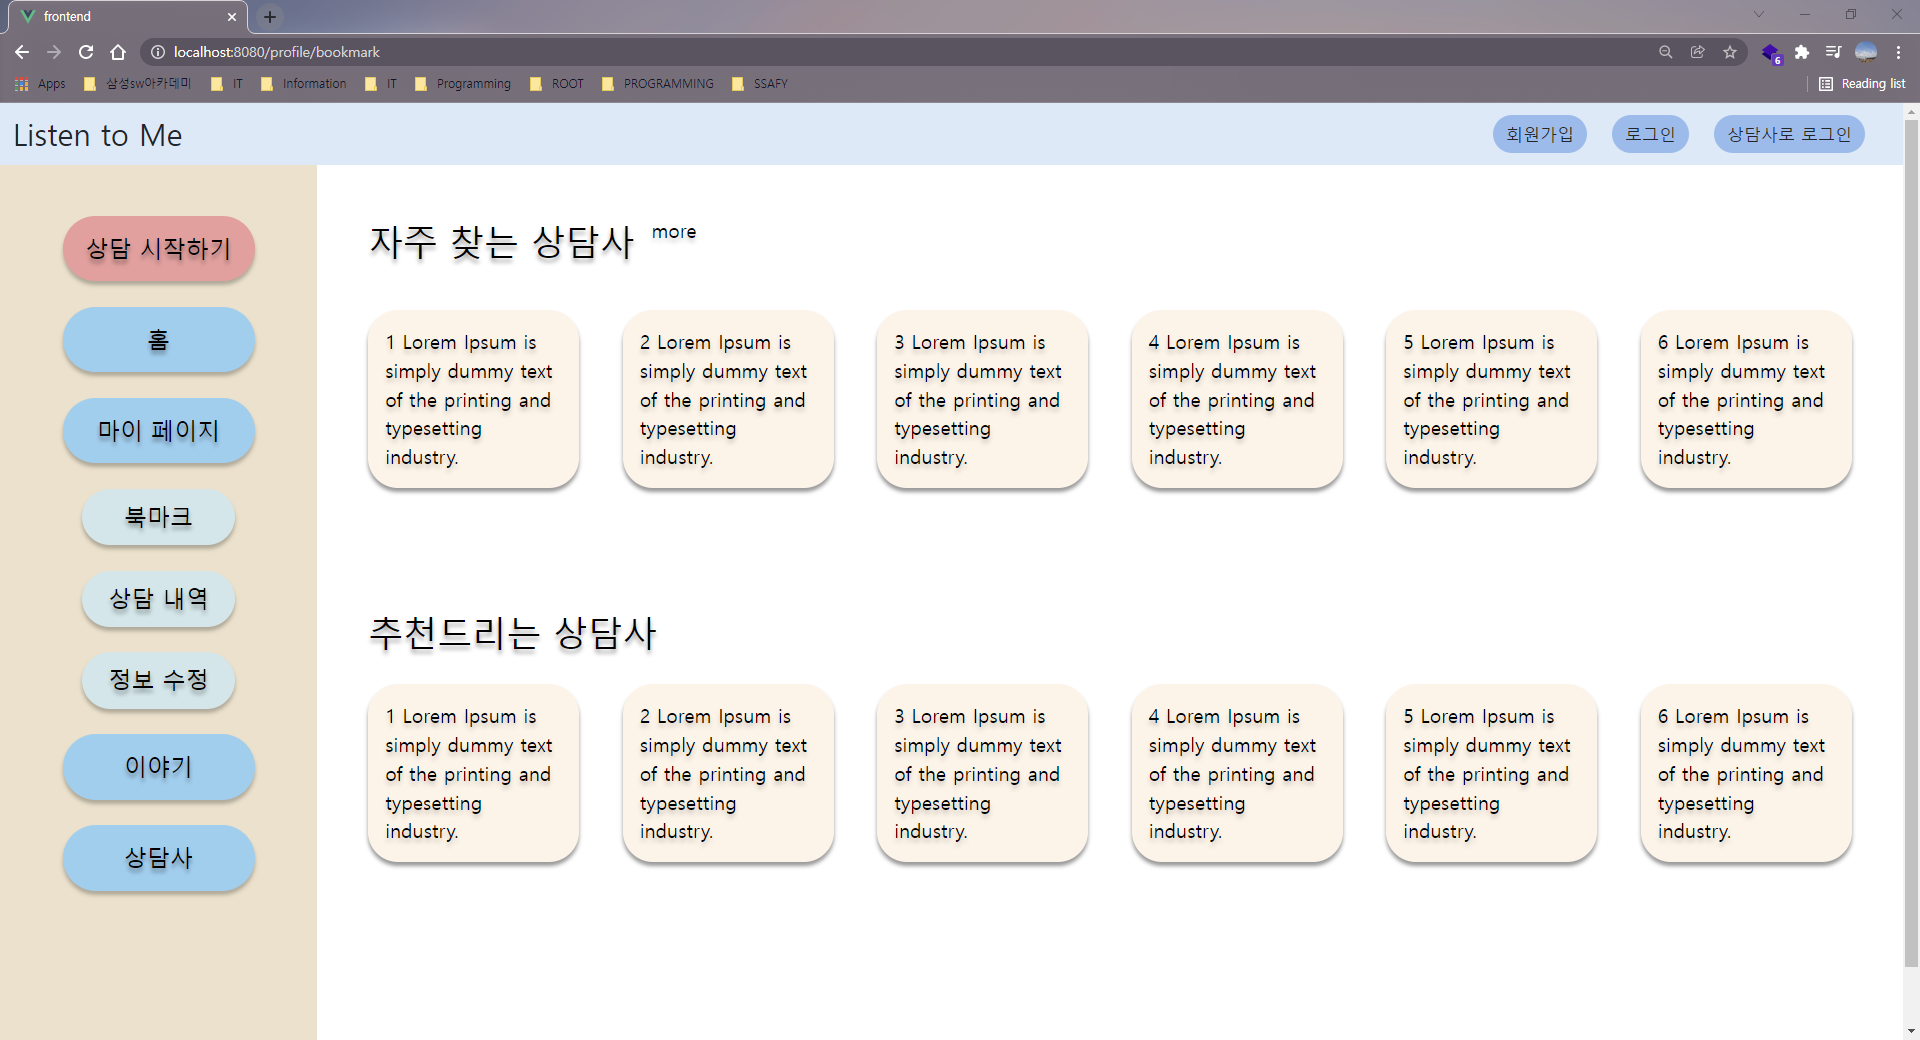 frontend
localhost:8080/profile/bookmark
6
Apps 삼성sw아카데미 IT Information IT Programming ROOT PROGRAMMING SSAFY Reading list
Listen to Me 회원가입 로그인 상담사로 로그인
상담 시작하기
홈
마이 페이지
북마크
상담 내역
정보 수정
이야기
상담사
자주 찾는 상담사 more
1 Lorem Ipsum is
simply dummy text
of the printing and
typesetting
industry.
2 Lorem Ipsum is
simply dummy text
of the printing and
typesetting
industry.
3 Lorem Ipsum is
simply dummy text
of the printing and
typesetting
industry.
4 Lorem Ipsum is
simply dummy text
of the printing and
typesetting
industry.
5 Lorem Ipsum is
simply dummy text
of the printing and
typesetting
industry.
6 Lorem Ipsum is
simply dummy text
of the printing and
typesetting
industry.
추천드리는 상담사
1 Lorem Ipsum is
simply dummy text
of the printing and
typesetting
industry.
2 Lorem Ipsum is
simply dummy text
of the printing and
typesetting
industry.
3 Lorem Ipsum is
simply dummy text
of the printing and
typesetting
industry.
4 Lorem Ipsum is
simply dummy text
of the printing and
typesetting
industry.
5 Lorem Ipsum is
simply dummy text
of the printing and
typesetting
industry.
6 Lorem Ipsum is
simply dummy text
of the printing and
typesetting
industry.